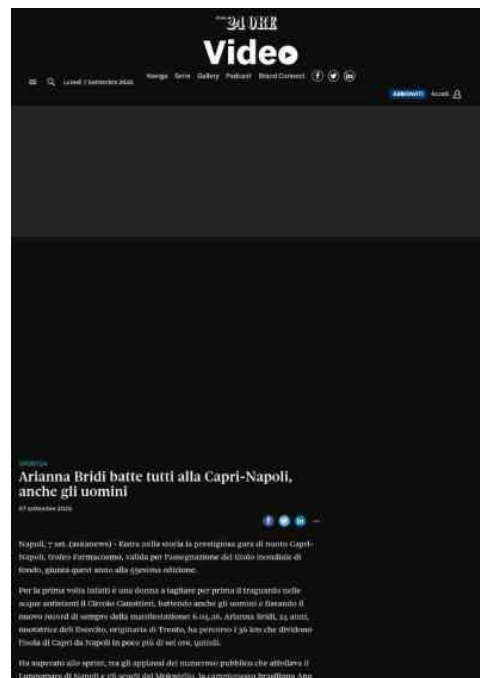 24 ORE
Video
Lunedì 7 Settembre 2020
Naviga Serie Gallery Podcast Brand Connect
ABBONATI Accedi
Arianna Bridi batte tutti alla Capri-Napoli,
anche gli uomini
07 settembre 2020
Napoli, 7 set. (askanews) - Entra nella storia la prestigiosa gara di nuoto Capri-
Napoli, trofeo Farmacosmo, valida per l'assegnazione del titolo mondiale di
fondo, giunta quest'anno alla 55esima edizione.
Per la prima volta infatti è una donna a tagliare per prima il traguardo nelle
acque antistanti il Circolo Canottieri, battendo anche gli uomini e fissando il
nuovo record di sempre della manifestazione: 6.04.26. Arianna Bridi, 24 anni,
nuotatrice dell'Esercito, originaria di Trento, ha percorso i 36 km che dividono
l'isola di Capri da Napoli in poco più di sei ore, quindi.
Ha superato allo sprint, tra gli applausi del numeroso pubblico che affollava il
Lungomare di Napoli e gli scogli del Molosiglio, la campionessa brasiliana Ana